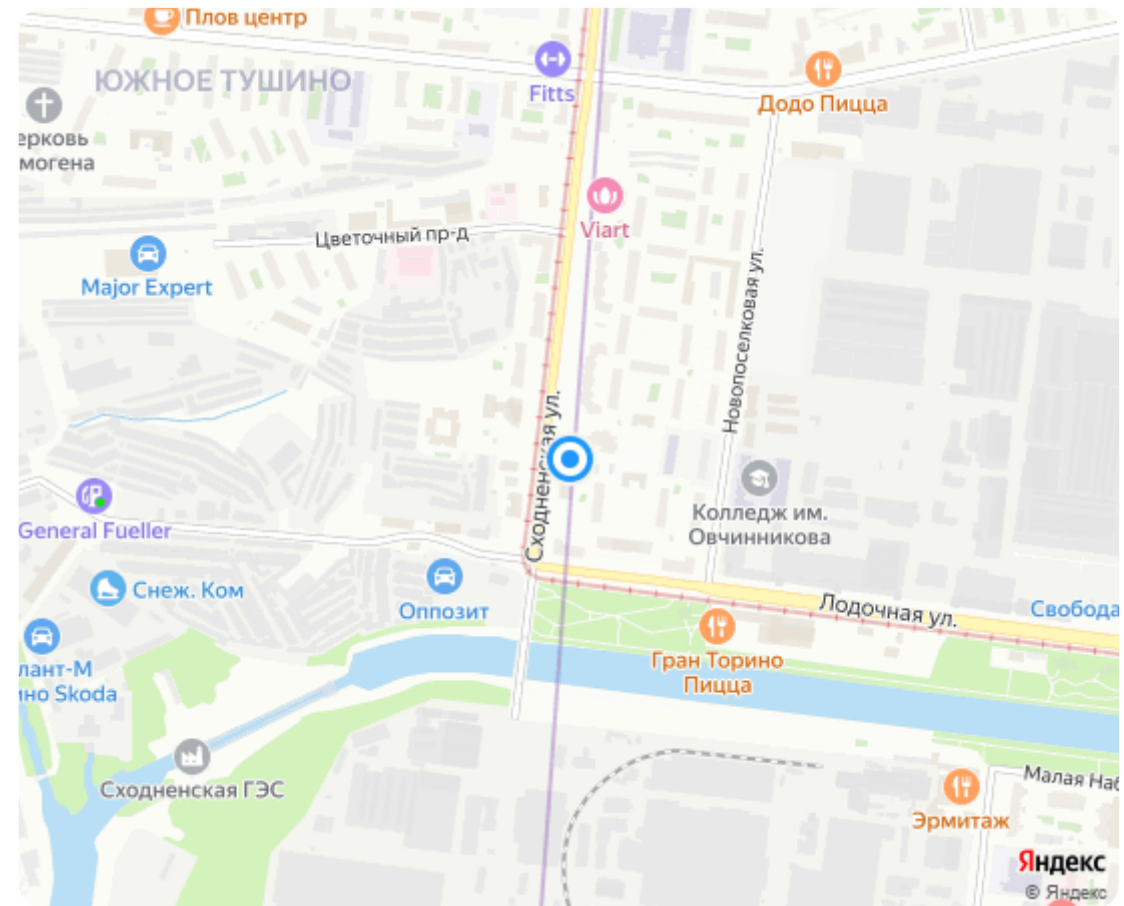 Плов центр
ЮЖНОЕ ТУШИНО
Fitts
Додо Пицца
ерковь
могена
Viart
Цветочный пр-д
Major Expert
Новопоселковая ул.
Сходненская ул.
General Fueller
Колледж им.
Овчинникова
Снеж. Ком
Оппозит
Лодочная ул.
Свобода
лант-М
ино Skoda
Гран Торино
Пицца
Сходненская ГЭС
Малая Наб
Эрмитаж
Яндекс
© Яндекс